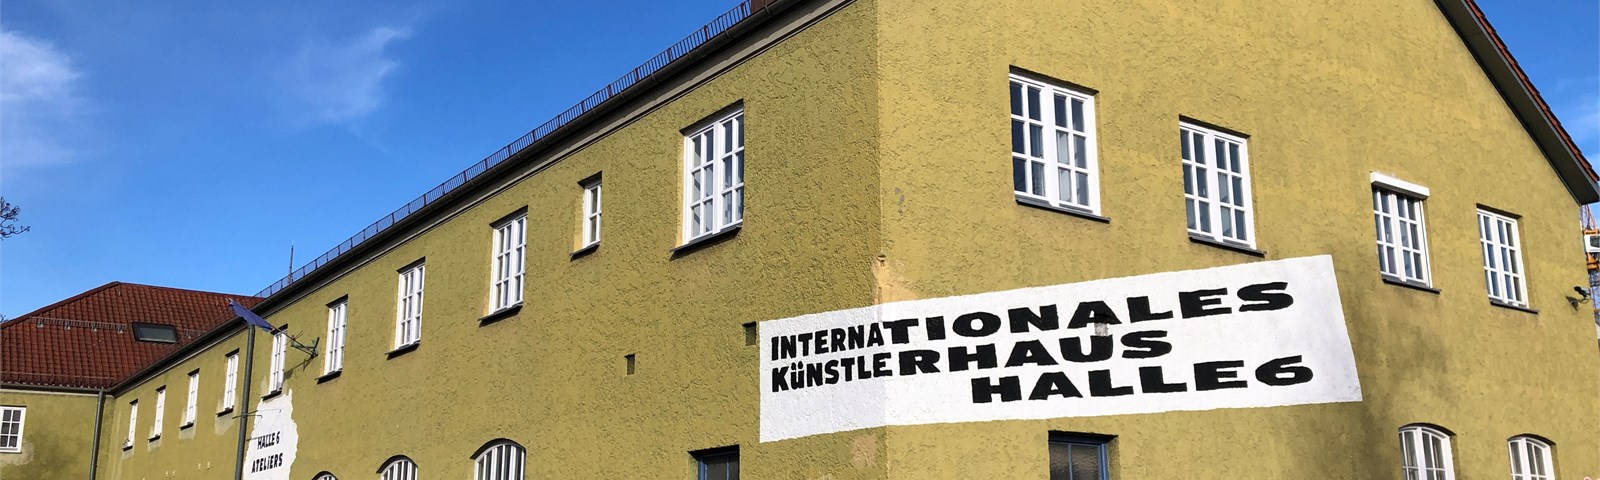 INTERNATIONALES
KÜNSTLERHAUS
HALLE6
HALLE 6
ATELiERS